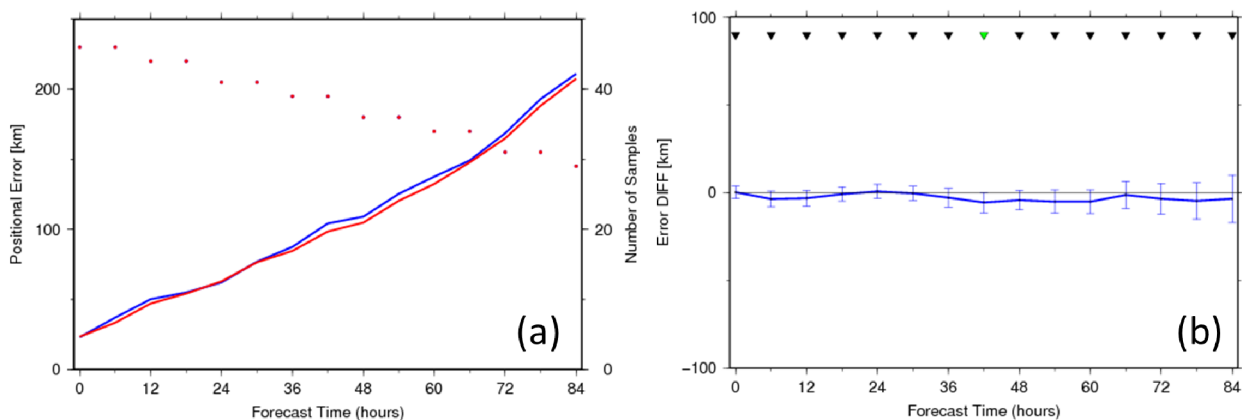 200
100
0
Positional Error [km]
40
20
0
Number of Samples
0 12 24 36 48 60 72 84
Forecast Time (hours)
(a)
100
0
−100
Error DIFF [km]
0 12 24 36 48 60 72 84
Forecast Time (hours)
(b)